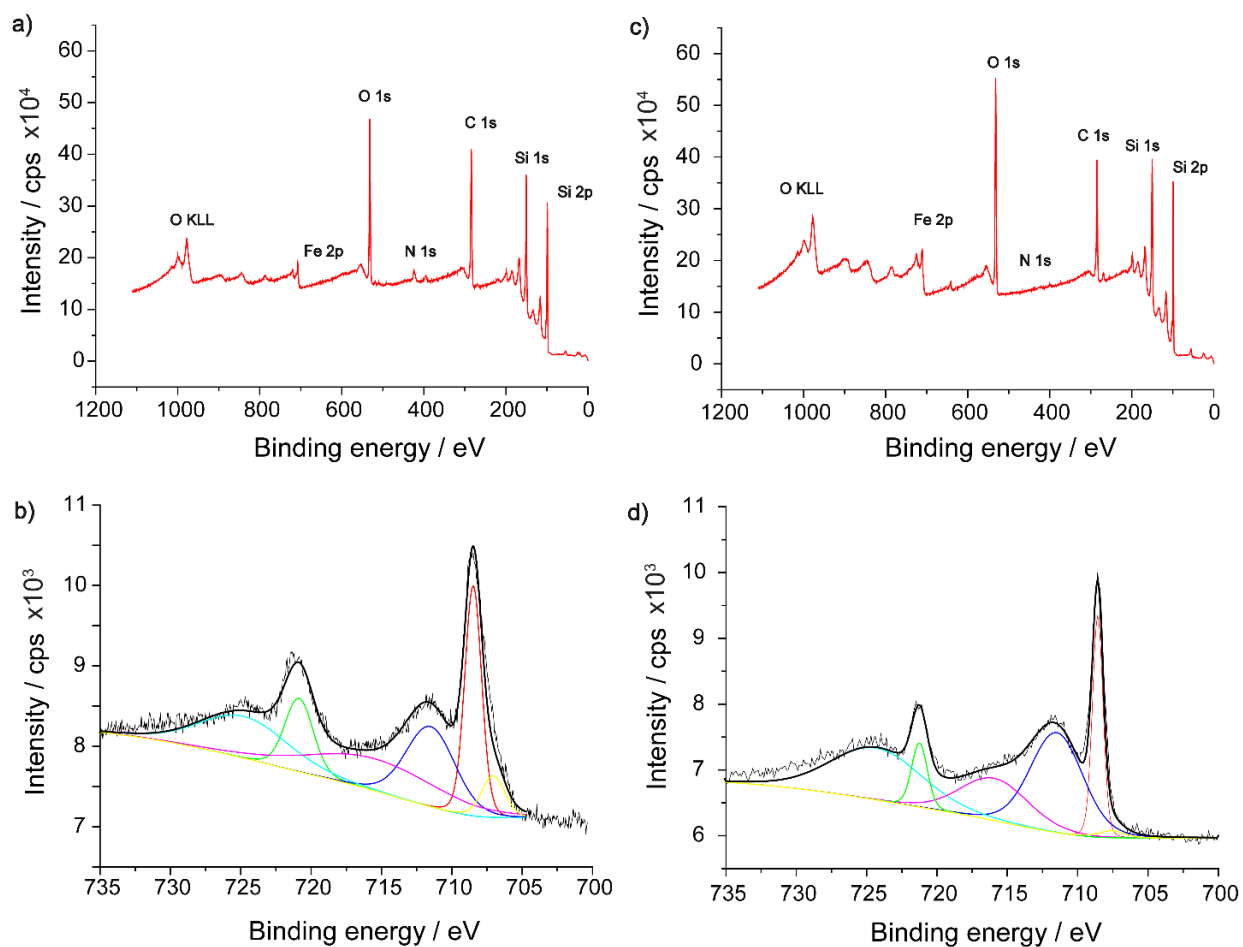 a)
Intensity / cps x10⁴
60
50
40
30
20
10
0
O KLL
Fe 2p
O 1s
N 1s
C 1s
Si 1s
Si 2p
1200 1000 800 600 400 200 0
Binding energy / eV
c)
Intensity / cps x10⁴
60
50
40
30
20
10
0
O KLL
Fe 2p
O 1s
N 1s
C 1s
Si 1s
Si 2p
1200 1000 800 600 400 200 0
Binding energy / eV
b)
Intensity / cps x10³
11
10
9
8
7
735 730 725 720 715 710 705 700
Binding energy / eV
d)
Intensity / cps x10³
11
10
9
8
7
6
5
735 730 725 720 715 710 705 700
Binding energy / eV